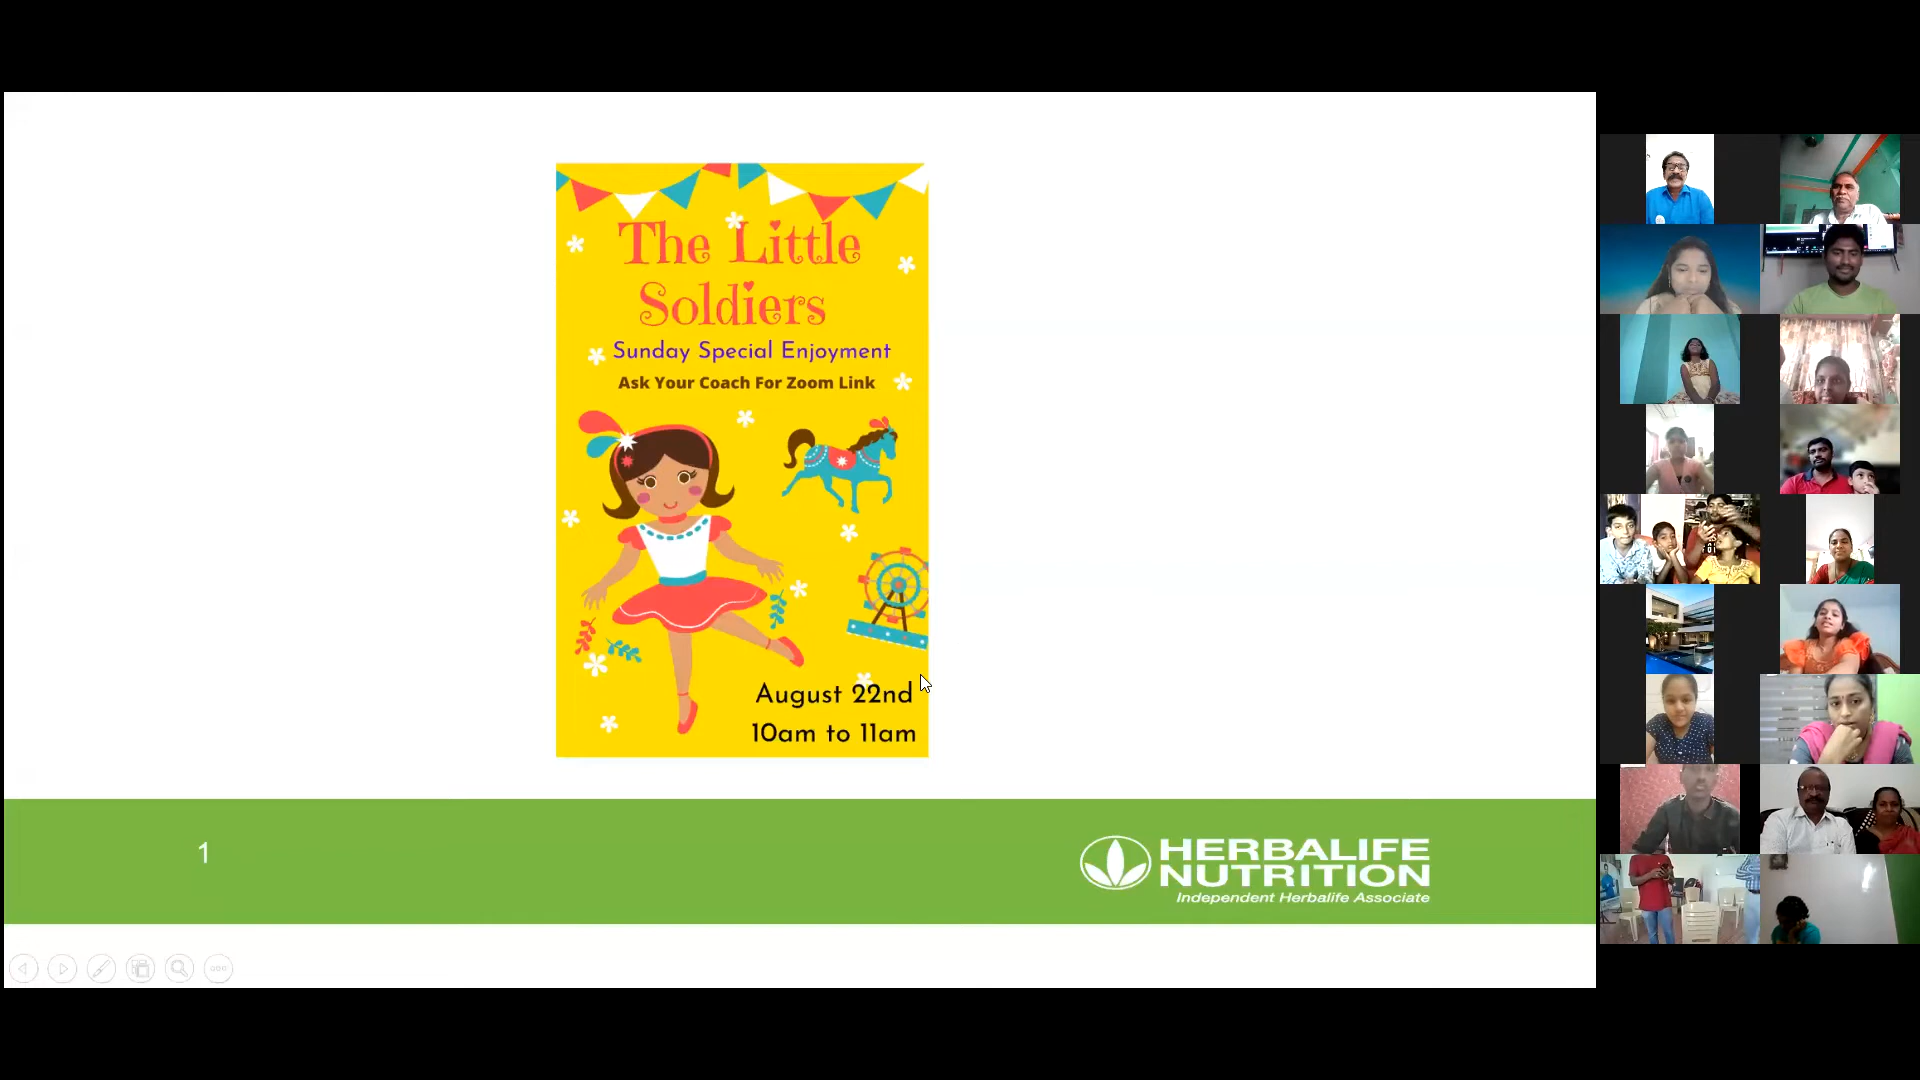 The Little
Soldiers
Sunday Special Enjoyment
Ask Your Coach For Zoom Link
August 22nd
10am to 11am
1
HERBALIFE
NUTRITION
Independent Herbalife Associate